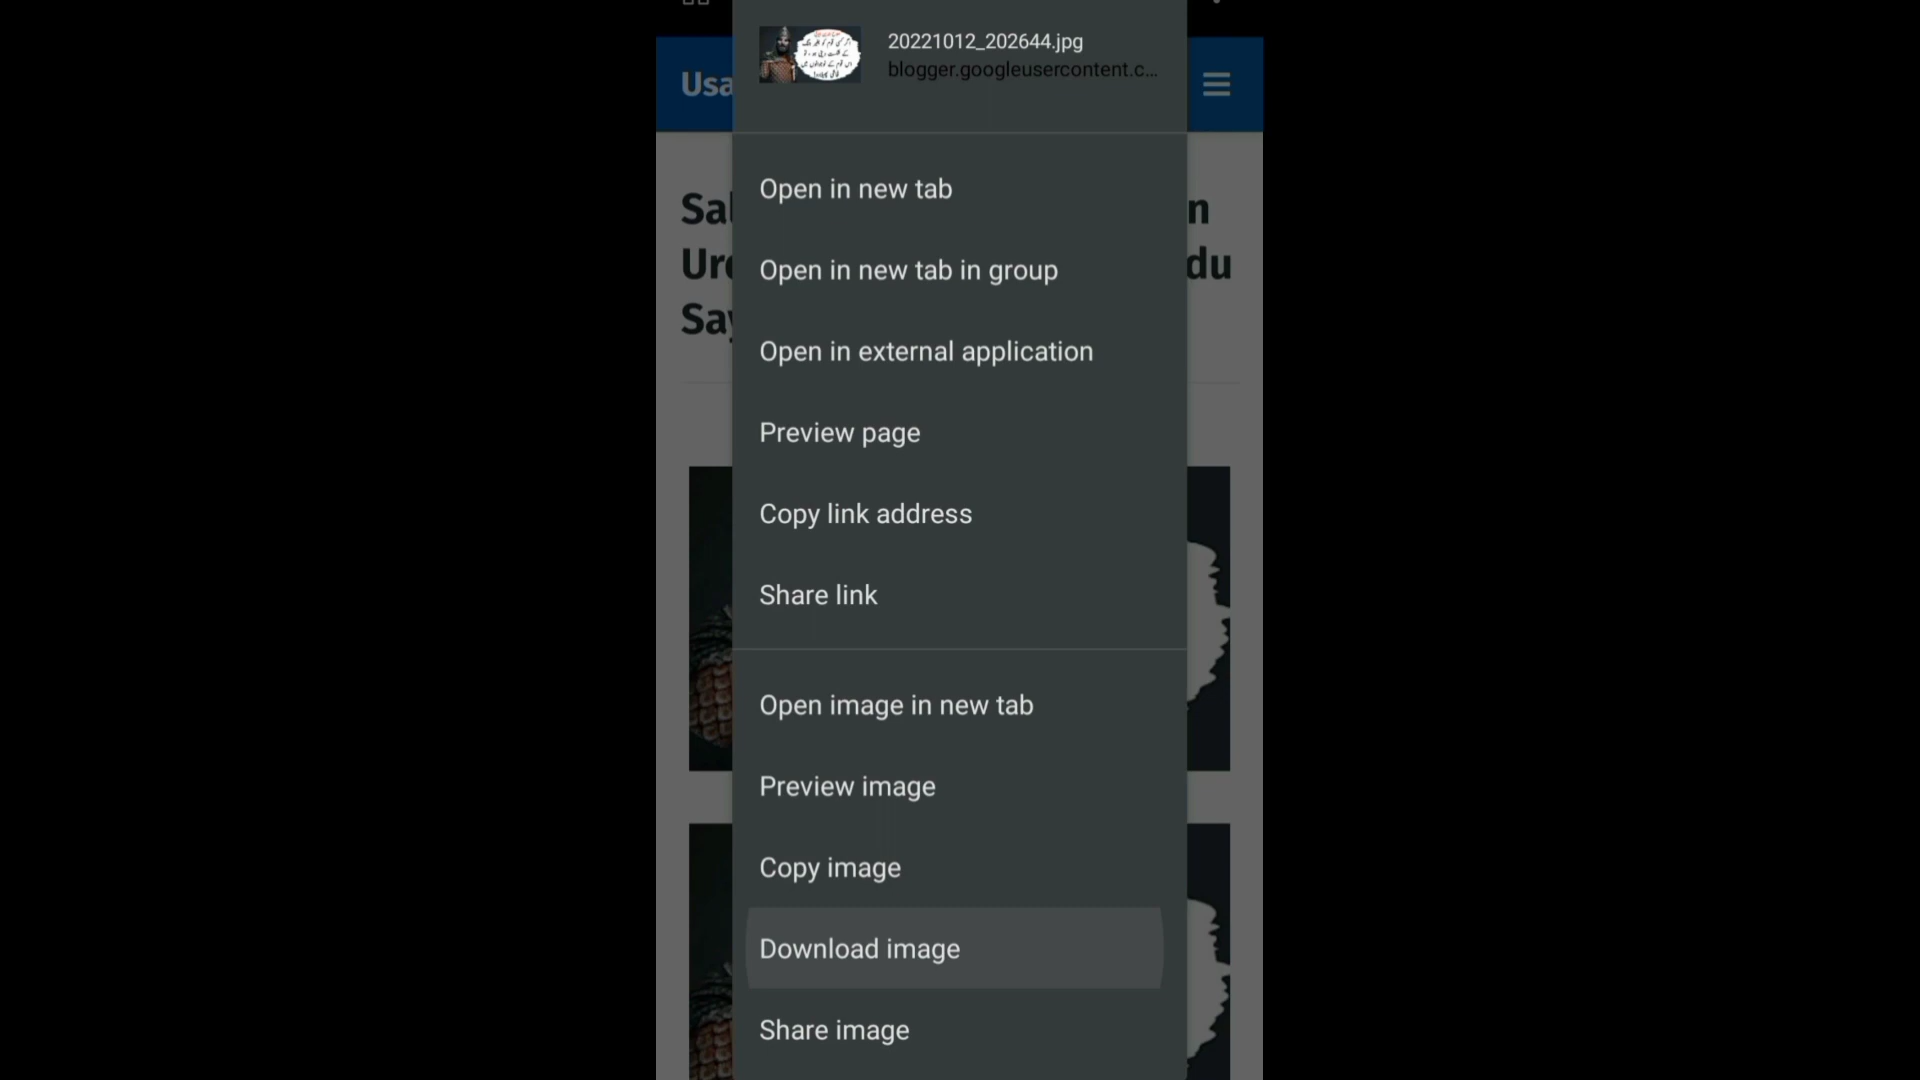 20221012_202644.jpg
blogger.googleusercontent.c...
Usa
Open in new tab
Sal
n
Open in new tab in group
Urd
du
Say
Open in external application
Preview page
Copy link address
Share link
Open image in new tab
Preview image
Copy image
Download image
Share image